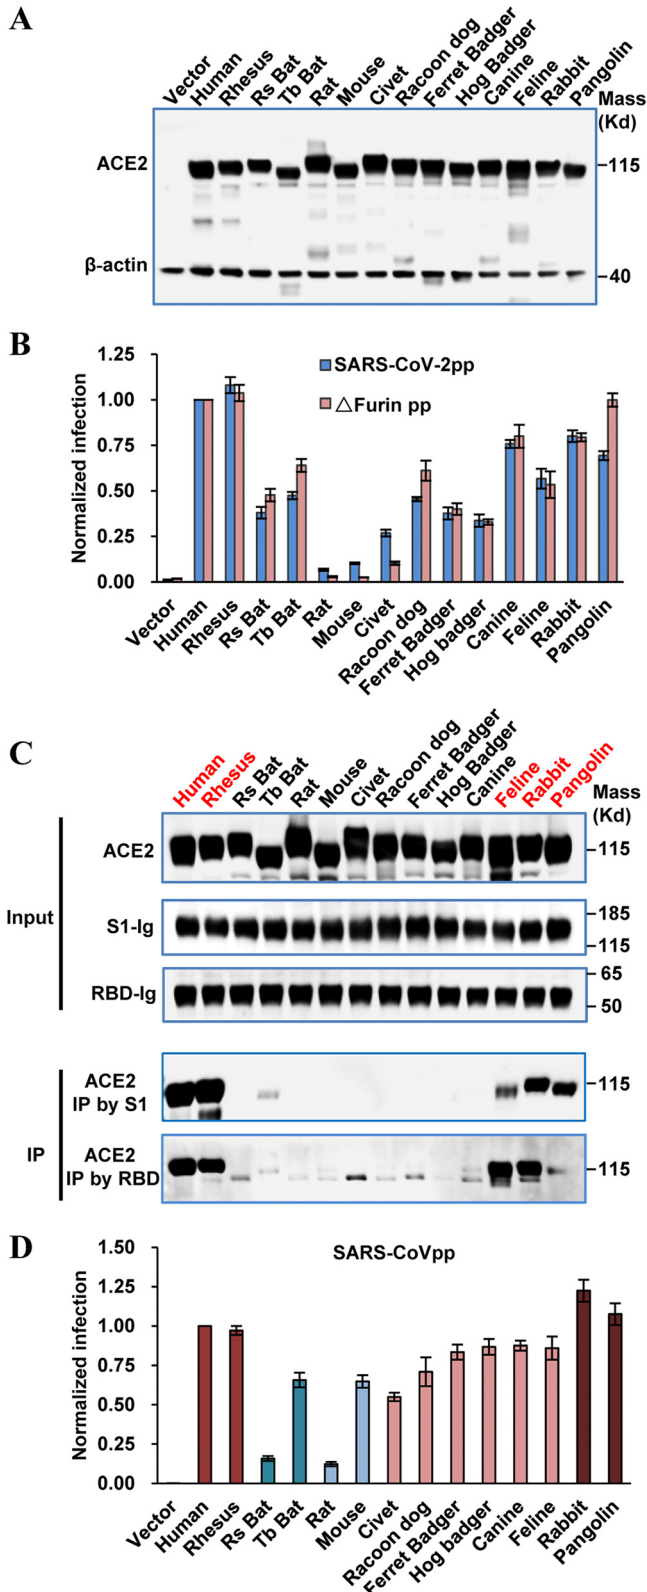 A
Vector
Human
Rhesus
Rs Bat
Tb Bat
Rat
Mouse
Civet
Racoon dog
Ferret Badger
Hog Badger
Canine
Feline
Rabbit
Pangolin
Mass
(Kd)
ACE2
115
β-actin
40
B
1.25
1.00
0.75
0.50
0.25
0.00
Normalized infection
SARS-CoV-2pp
△Furin pp
Vector
Human
Rhesus
Rs Bat
Tb Bat
Rat
Mouse
Civet
Racoon dog
Ferret Badger
Hog badger
Canine
Feline
Rabbit
Pangolin
C
Human
Rhesus
Rs Bat
Tb Bat
Rat
Mouse
Civet
Racoon dog
Ferret Badger
Hog Badger
Canine
Feline
Rabbit
Pangolin
Mass
(Kd)
Input
ACE2
115
S1-Ig
185
115
RBD-Ig
65
50
IP
ACE2
IP by S1
115
ACE2
IP by RBD
115
D
SARS-CoVpp
1.50
1.25
1.00
0.75
0.50
0.25
0.00
Normalized infection
Vector
Human
Rhesus
Rs Bat
Tb Bat
Rat
Mouse
Civet
Racoon dog
Ferret Badger
Hog badger
Canine
Feline
Rabbit
Pangolin